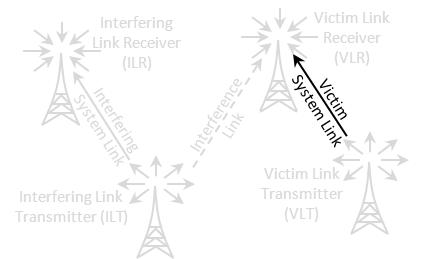 Interfering
Link Receiver
(ILR)
Victim Link
Receiver
(VLR)
Interfering
System Link
Interference
Link
Victim
System Link
Interfering Link
Transmitter (ILT)
Victim Link
Transmitter
(VLT)